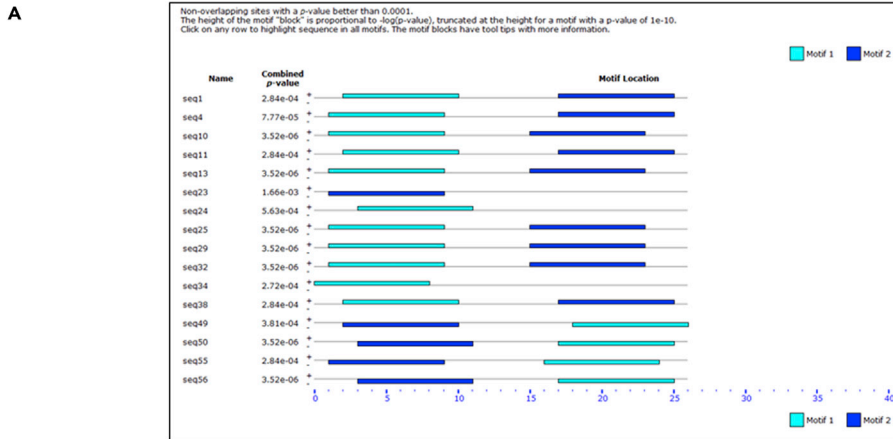 A
Non-overlapping sites with a p-value better than 0.0001.
The height of the motif "block" is proportional to -log(p-value), truncated at the height for a motif with a p-value of 1e-10.
Click on any row to highlight sequence in all motifs. The motif blocks have tool tips with more information.
Motif 1 Motif 2
Name Combined p-value Motif Location
seq1 2.84e-04 + -
seq4 7.77e-05 + -
seq10 3.52e-06 + -
seq11 2.84e-04 + -
seq13 3.52e-06 + -
seq23 1.66e-03 + -
seq24 5.63e-04 + -
seq25 3.52e-06 + -
seq29 3.52e-06 + -
seq32 3.52e-06 + -
seq34 2.72e-04 + -
seq38 2.84e-04 + -
seq49 3.81e-04 + -
seq50 3.52e-06 + -
seq55 2.84e-04 + -
seq56 3.52e-06 + -
0 5 10 15 20 25 30 35 40
Motif 1 Motif 2